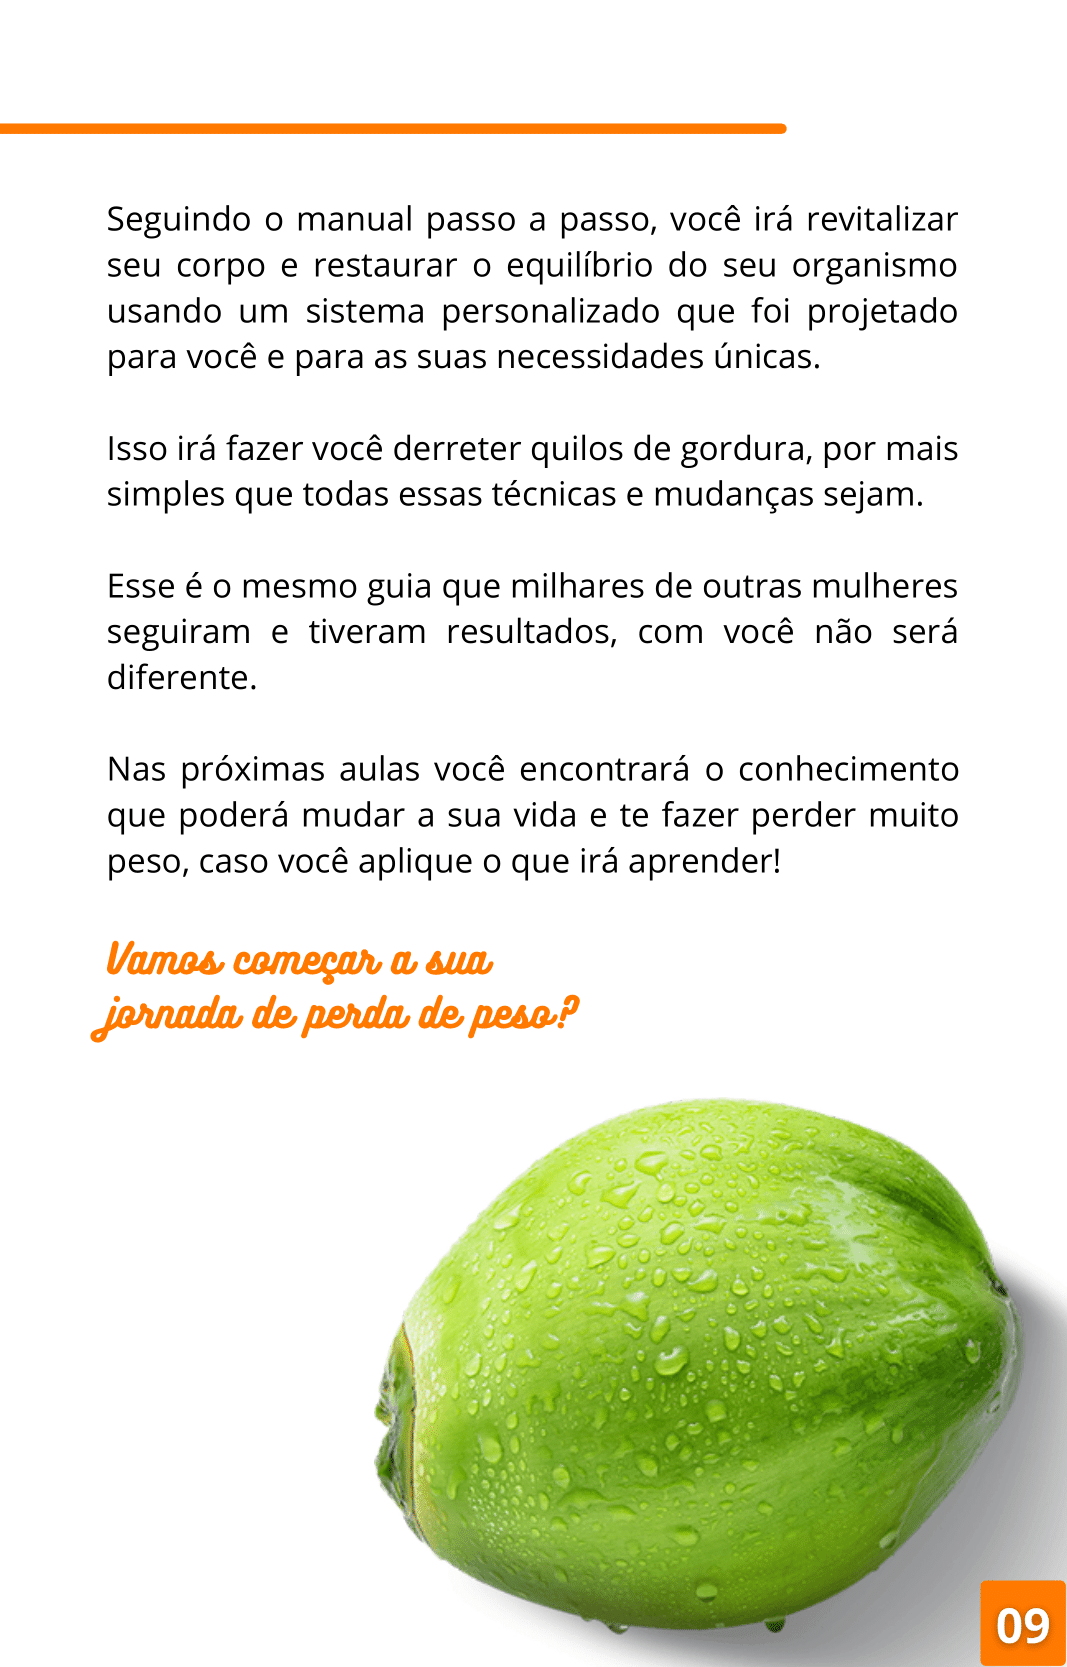 Seguindo o manual passo a passo, você irá revitalizar
seu corpo e restaurar o equilíbrio do seu organismo
usando um sistema personalizado que foi projetado
para você e para as suas necessidades únicas.
Isso irá fazer você derreter quilos de gordura, por mais
simples que todas essas técnicas e mudanças sejam.
Esse é o mesmo guia que milhares de outras mulheres
seguiram e tiveram resultados, com você não será
diferente.
Nas próximas aulas você encontrará o conhecimento
que poderá mudar a sua vida e te fazer perder muito
peso, caso você aplique o que irá aprender!
Vamos começar a sua
jornada de perda de peso?
09